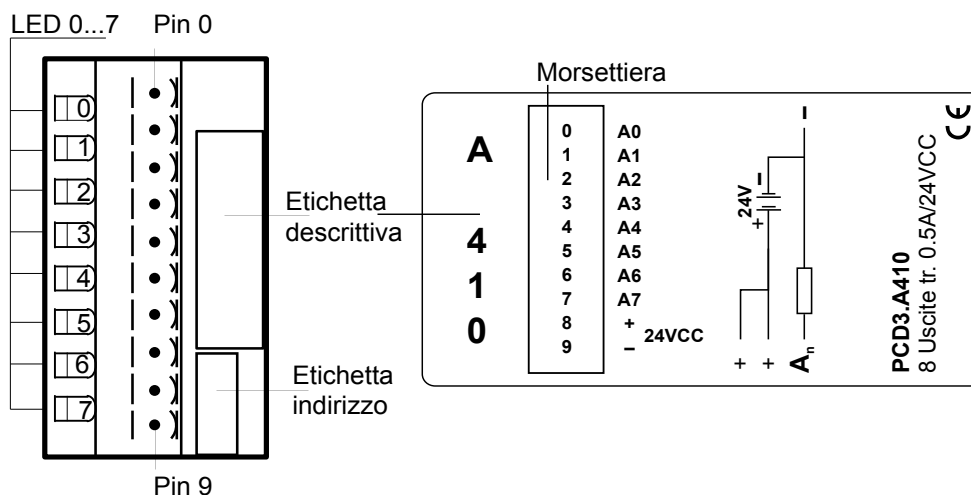 LED 0...7
Pin 0
0
1
2
3
4
5
6
7
Pin 9
Etichetta
descrittiva
Etichetta
indirizzo
Morsettiera
A
4
1
0
0 A0
1 A1
2 A2
3 A3
4 A4
5 A5
6 A6
7 A7
8 +
9 –
24VCC
–
24V
–
+
+ + An
PCD3.A410
8 Uscite tr. 0.5A/24VCC
CE